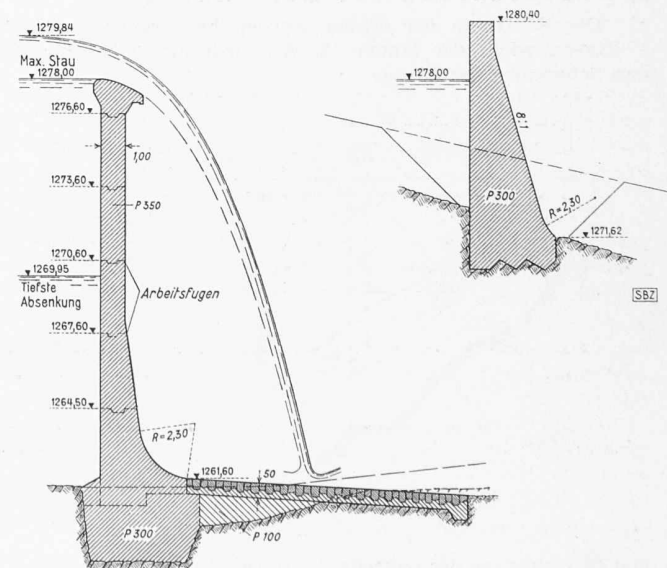 1279,84
Max. Stau
1278,00
1276,60
1,00
1273,60
P 350
1270,60
1269,95
Tiefste
Absenkung
Arbeitsfugen
1267,60
1264,50
R=2,30
1261,60
50
P 300
P 100
1280,40
1278,00
8:1
P 300
R=2,30
1271,62
SBZ